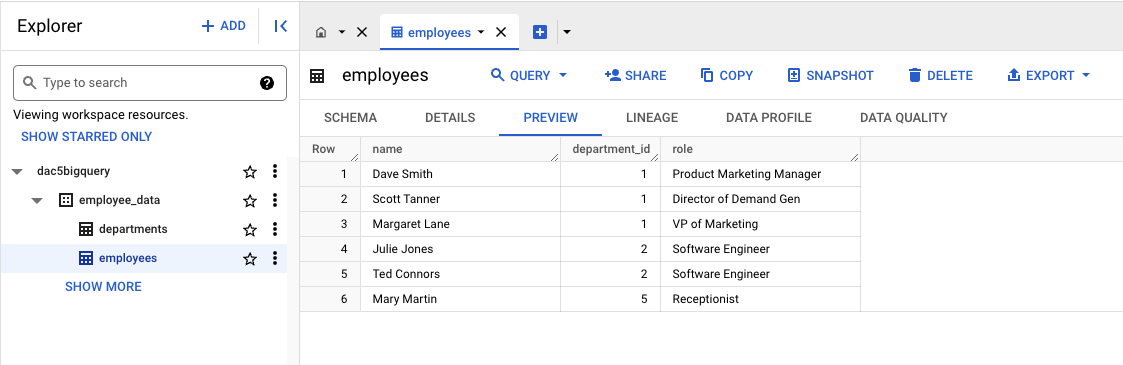 Explorer
+ ADD
employees
Type to search
Viewing workspace resources.
SHOW STARRED ONLY
dac5bigquery
employee_data
departments
employees
SHOW MORE
employees
QUERY SHARE COPY SNAPSHOT DELETE EXPORT
SCHEMA DETAILS PREVIEW LINEAGE DATA PROFILE DATA QUALITY
Row name department_id role
1 Dave Smith 1 Product Marketing Manager
2 Scott Tanner 1 Director of Demand Gen
3 Margaret Lane 1 VP of Marketing
4 Julie Jones 2 Software Engineer
5 Ted Connors 2 Software Engineer
6 Mary Martin 5 Receptionist